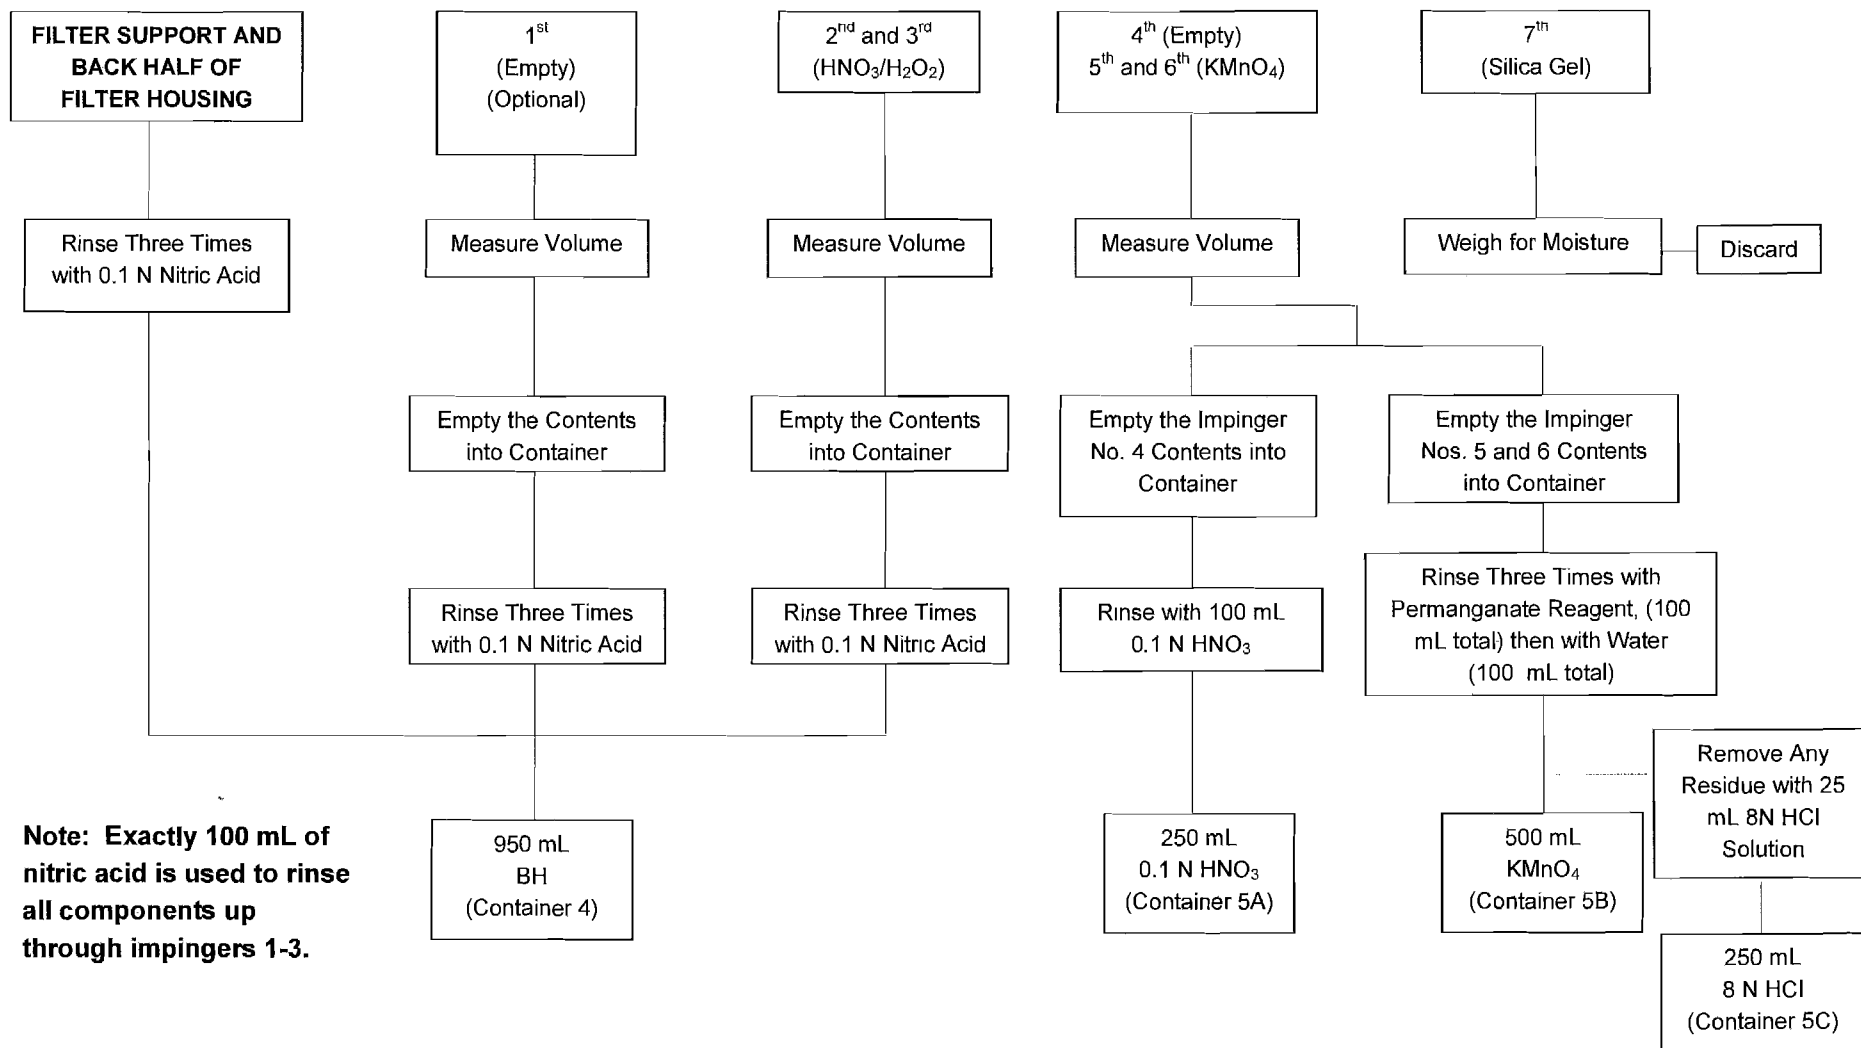 FILTER SUPPORT AND
BACK HALF OF
FILTER HOUSING
1st
(Empty)
(Optional)
2nd and 3rd
(HNO3/H2O2)
4th (Empty)
5th and 6th (KMnO4)
7th
(Silica Gel)
Rinse Three Times
with 0.1 N Nitric Acid
Measure Volume
Measure Volume
Measure Volume
Weigh for Moisture
Discard
Empty the Contents
into Container
Empty the Contents
into Container
Empty the Impinger
No. 4 Contents into
Container
Empty the Impinger
Nos. 5 and 6 Contents
into Container
Rinse Three Times
with 0.1 N Nitric Acid
Rinse Three Times
with 0.1 N Nitric Acid
Rinse with 100 mL
0.1 N HNO3
Rinse Three Times with
Permanganate Reagent, (100
mL total) then with Water
(100 mL total)
Remove Any
Residue with 25
mL 8N HCl
Solution
Note: Exactly 100 mL of
nitric acid is used to rinse
all components up
through impingers 1-3.
950 mL
BH
(Container 4)
250 mL
0.1 N HNO3
(Container 5A)
500 mL
KMnO4
(Container 5B)
250 mL
8 N HCl
(Container 5C)